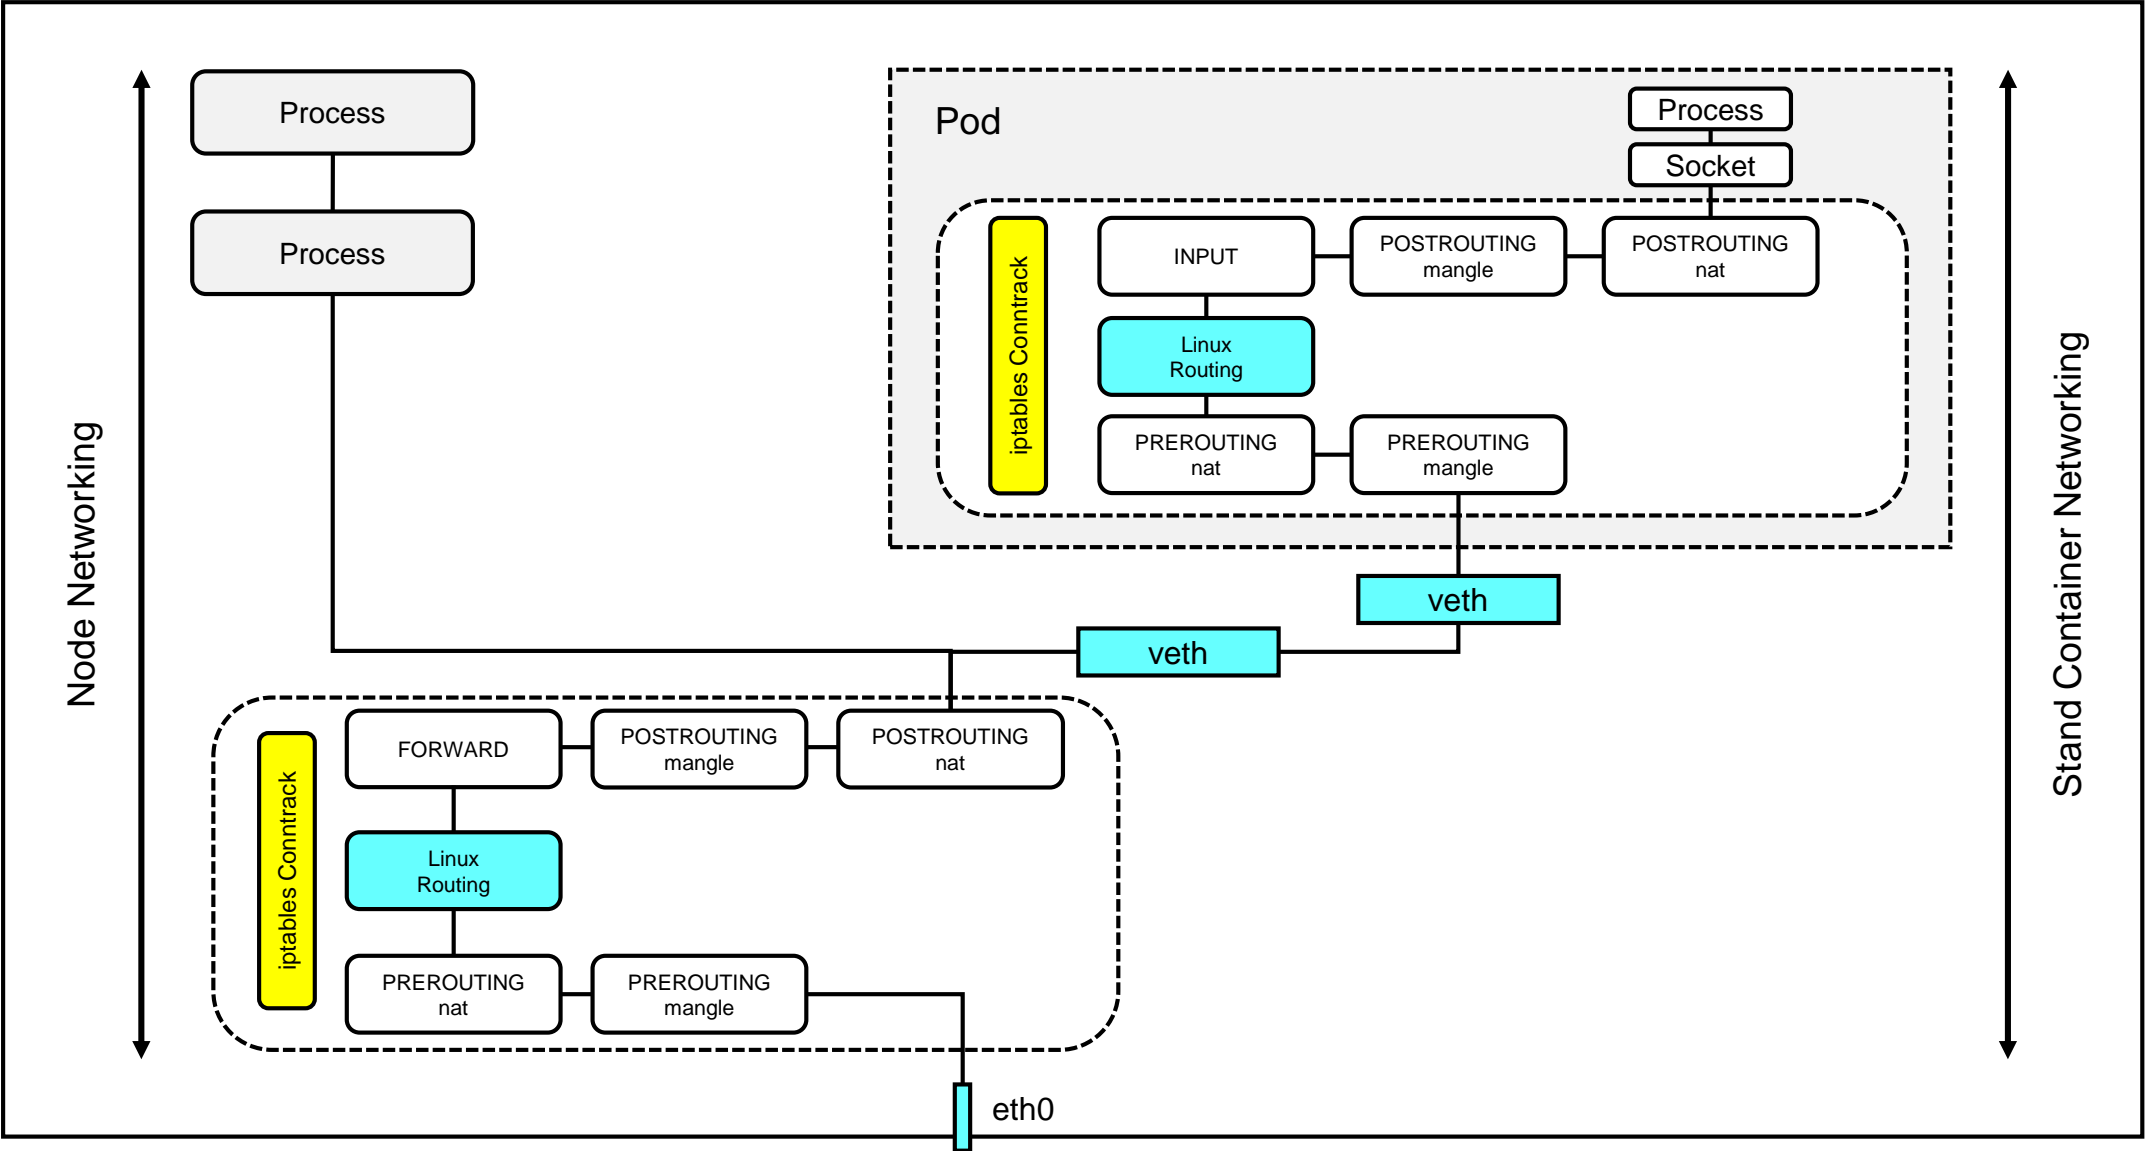 Node Networking
Process
Process
Pod
Process
Socket
iptables Conntrack
INPUT
POSTROUTING
mangle
POSTROUTING
nat
Linux
Routing
PREROUTING
nat
PREROUTING
mangle
Stand Container Networking
veth
veth
iptables Conntrack
FORWARD
POSTROUTING
mangle
POSTROUTING
nat
Linux
Routing
PREROUTING
nat
PREROUTING
mangle
eth0